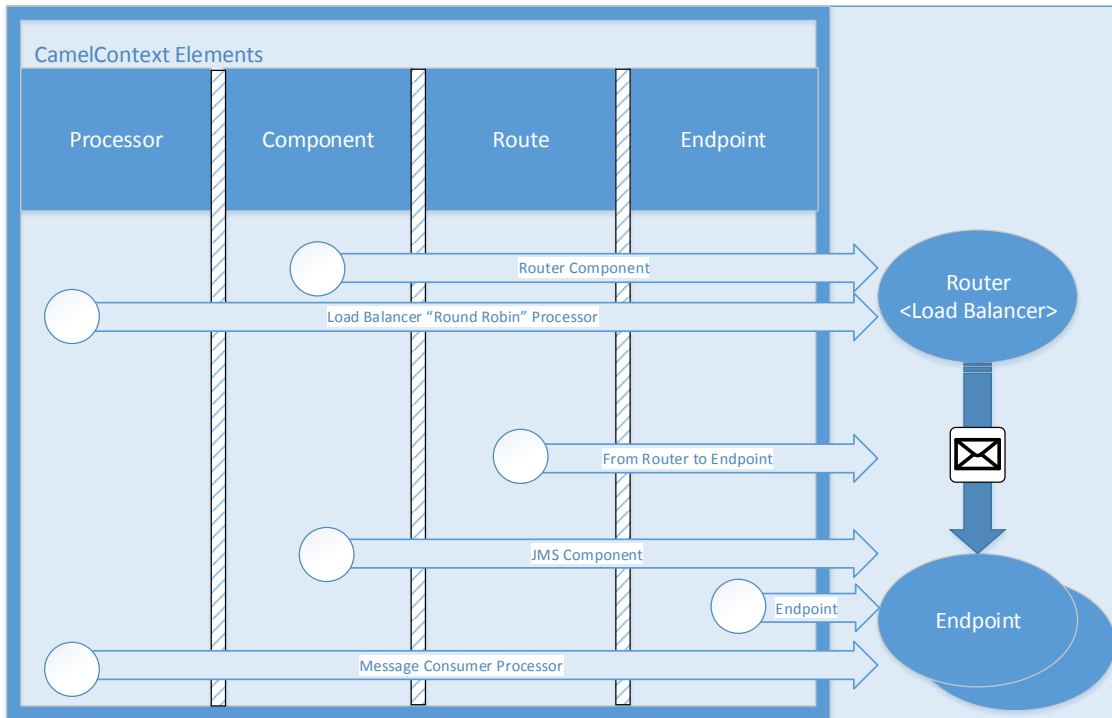 CamelContext Elements
Processor
Component
Route
Endpoint
Router Component
Load Balancer “Round Robin” Processor
Router
<Load Balancer>
From Router to Endpoint
JMS Component
Endpoint
Endpoint
Message Consumer Processor